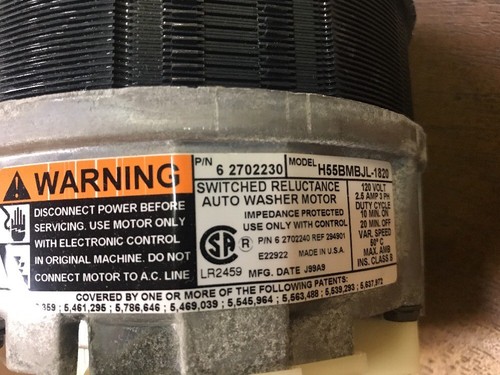 WARNING
DISCONNECT POWER BEFORE
SERVICING. USE MOTOR ONLY
WITH ELECTRONIC CONTROL
IN ORIGINAL MACHINE. DO NOT
CONNECT MOTOR TO A.C. LINE
P/N 6 2702230 MODEL H55BMBJL-1820
SWITCHED RELUCTANCE
AUTO WASHER MOTOR
IMPEDANCE PROTECTED
USE ONLY WITH CONTROL
P/N 6 2702240 REF 294901
E22922 MADE IN U.S.A.
LR2459 MFG. DATE J99A9
120 VOLT
2.5 AMP 3 PH
DUTY CYCLE
10 MIN. ON
20 MIN. OFF
VAR. SPEED
50° C
MAX. AMB
INS. CLASS B
COVERED BY ONE OR MORE OF THE FOLLOWING PATENTS:
,359 ; 5,461,295 ; 5,786,646 ; 5,469,039 ; 5,545,964 ; 5,563,488 ; 5,539,293 ; 5,537,972